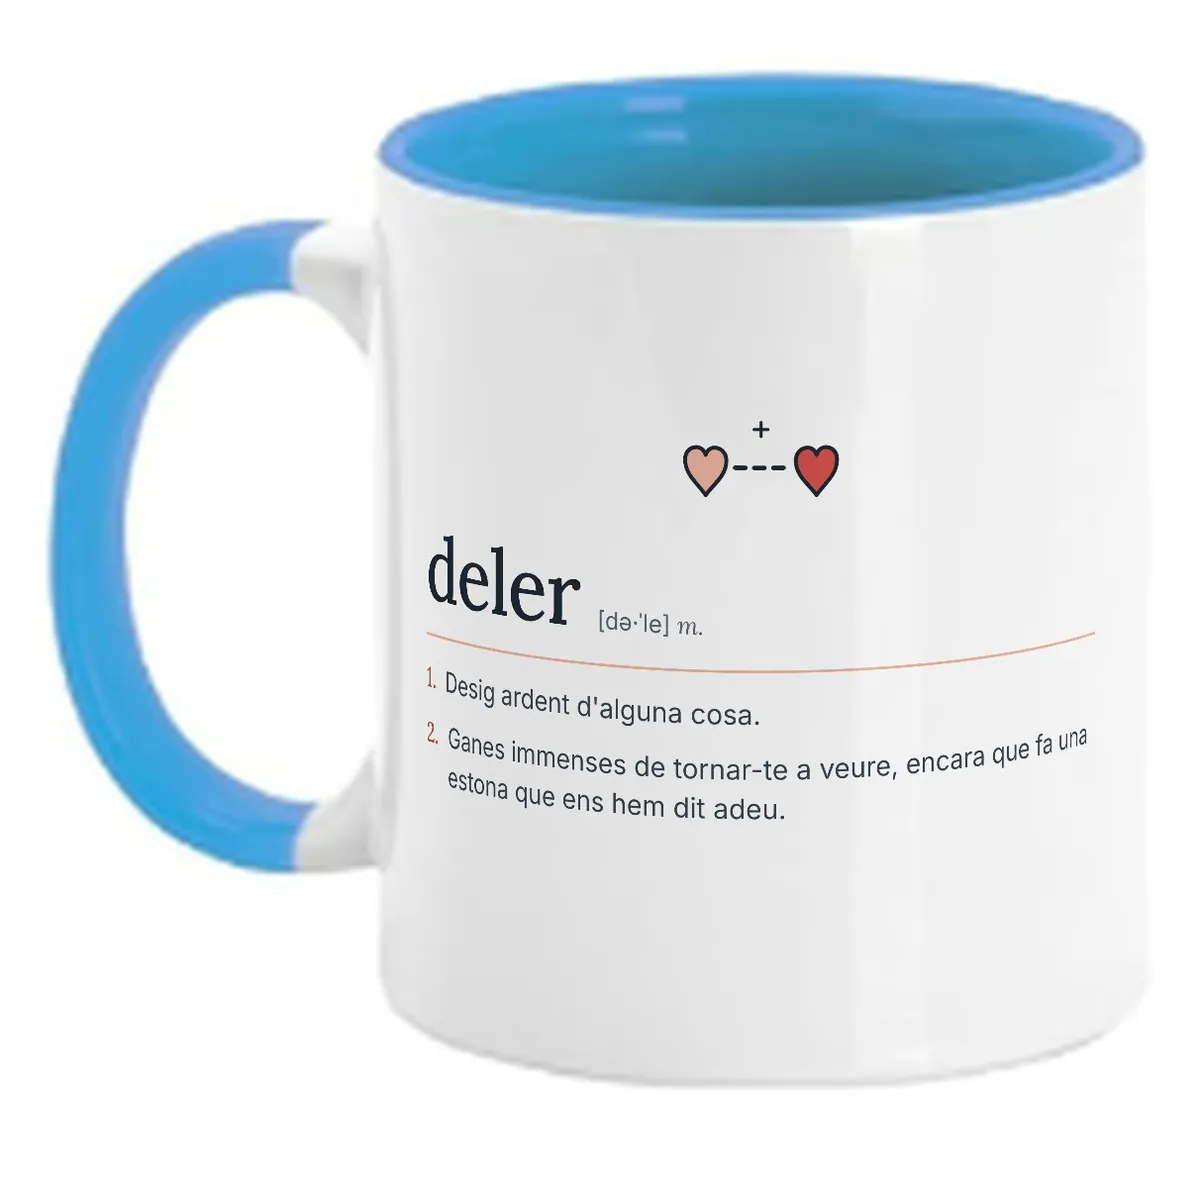 +
deler [də·'le] m.
1. Desig ardent d'alguna cosa.
2. Ganes immenses de tornar-te a veure, encara que fa una
estona que ens hem dit adeu.